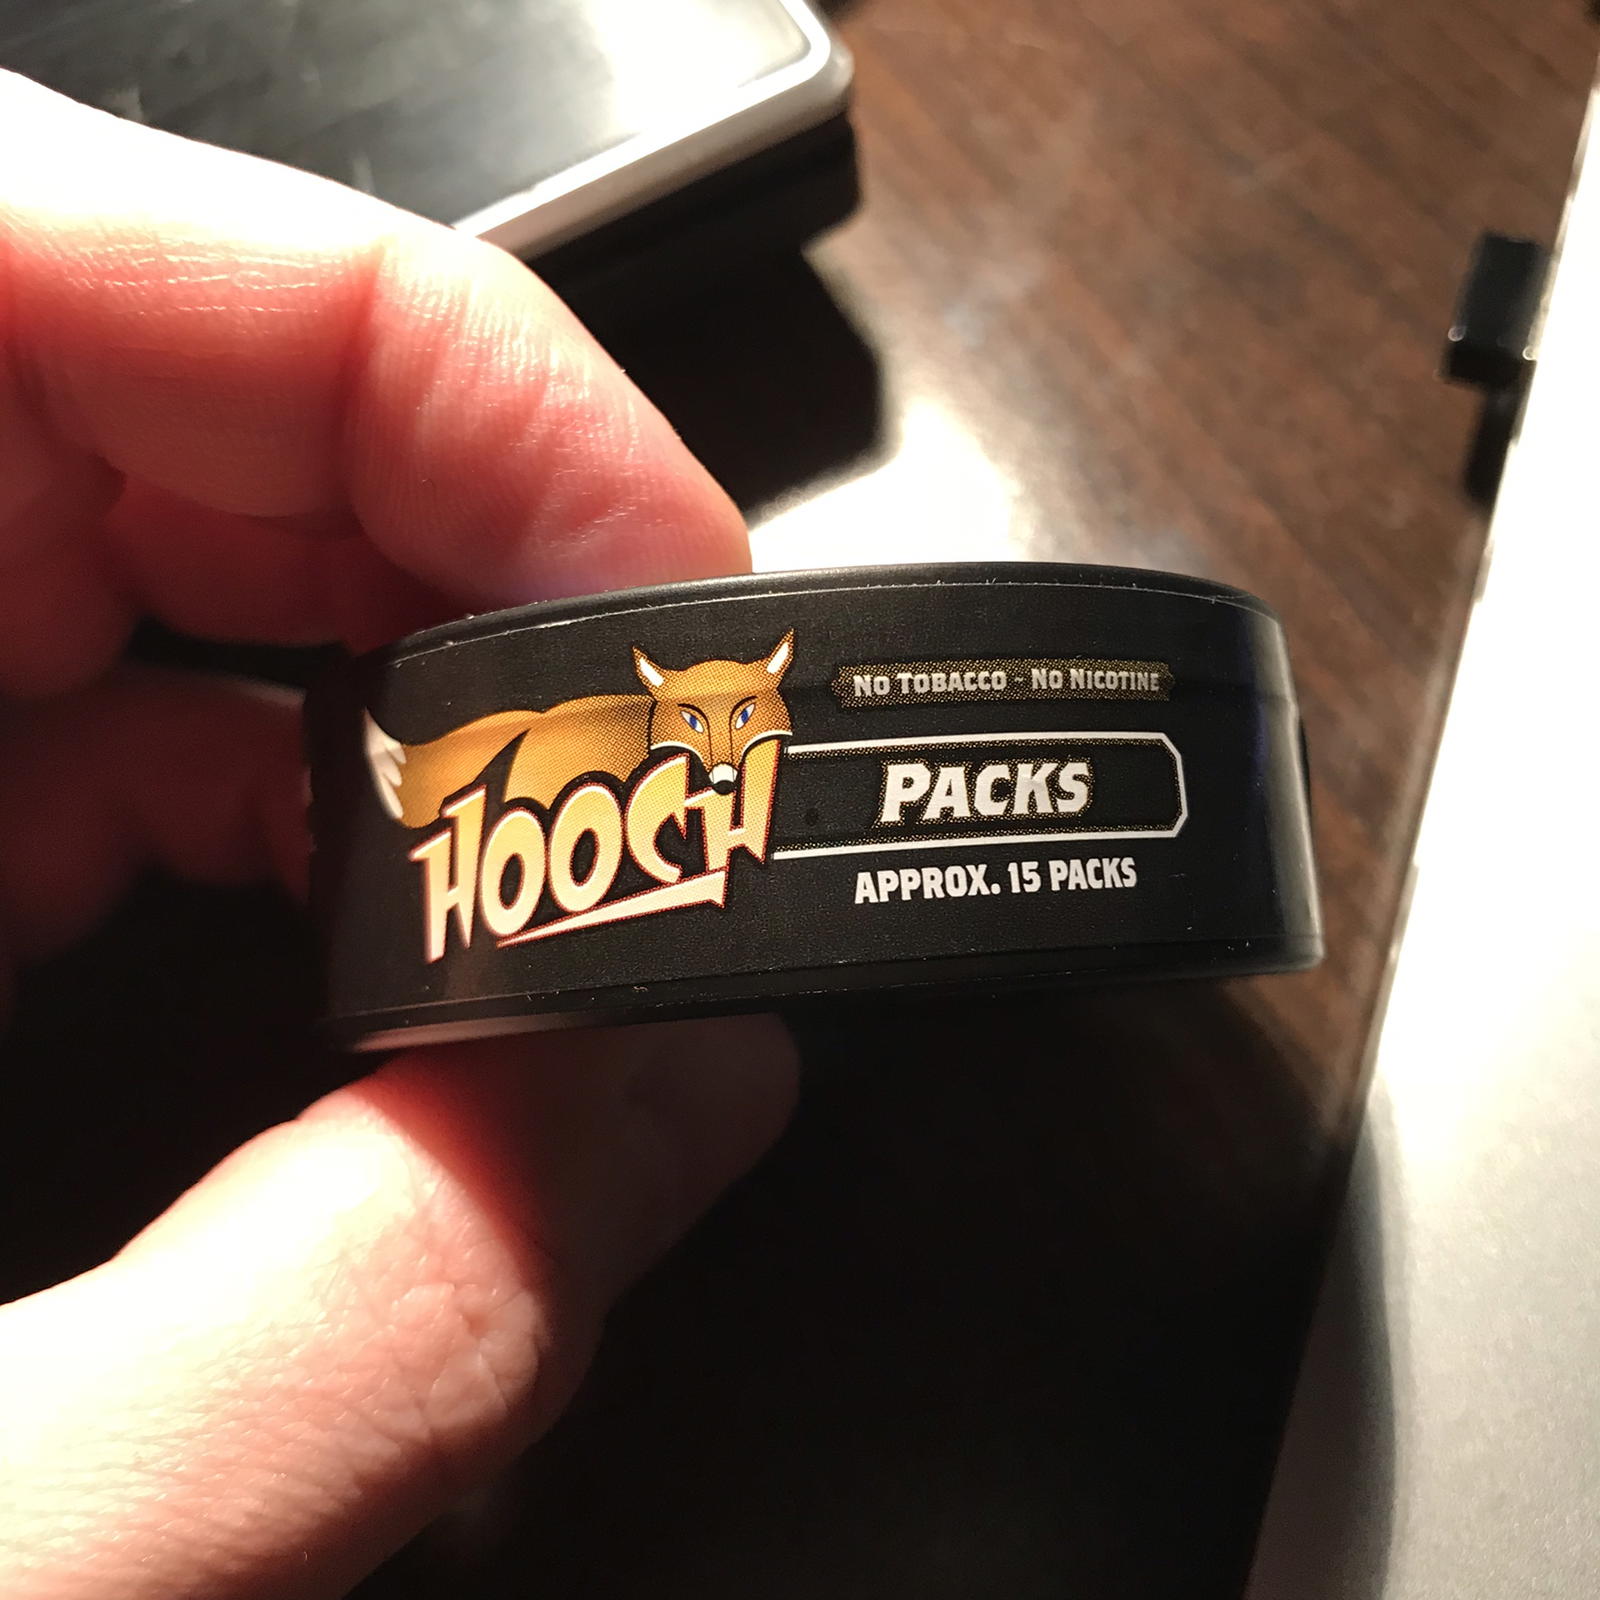 HOOCH
NO TOBACCO - NO NICOTINE
PACKS
APPROX. 15 PACKS